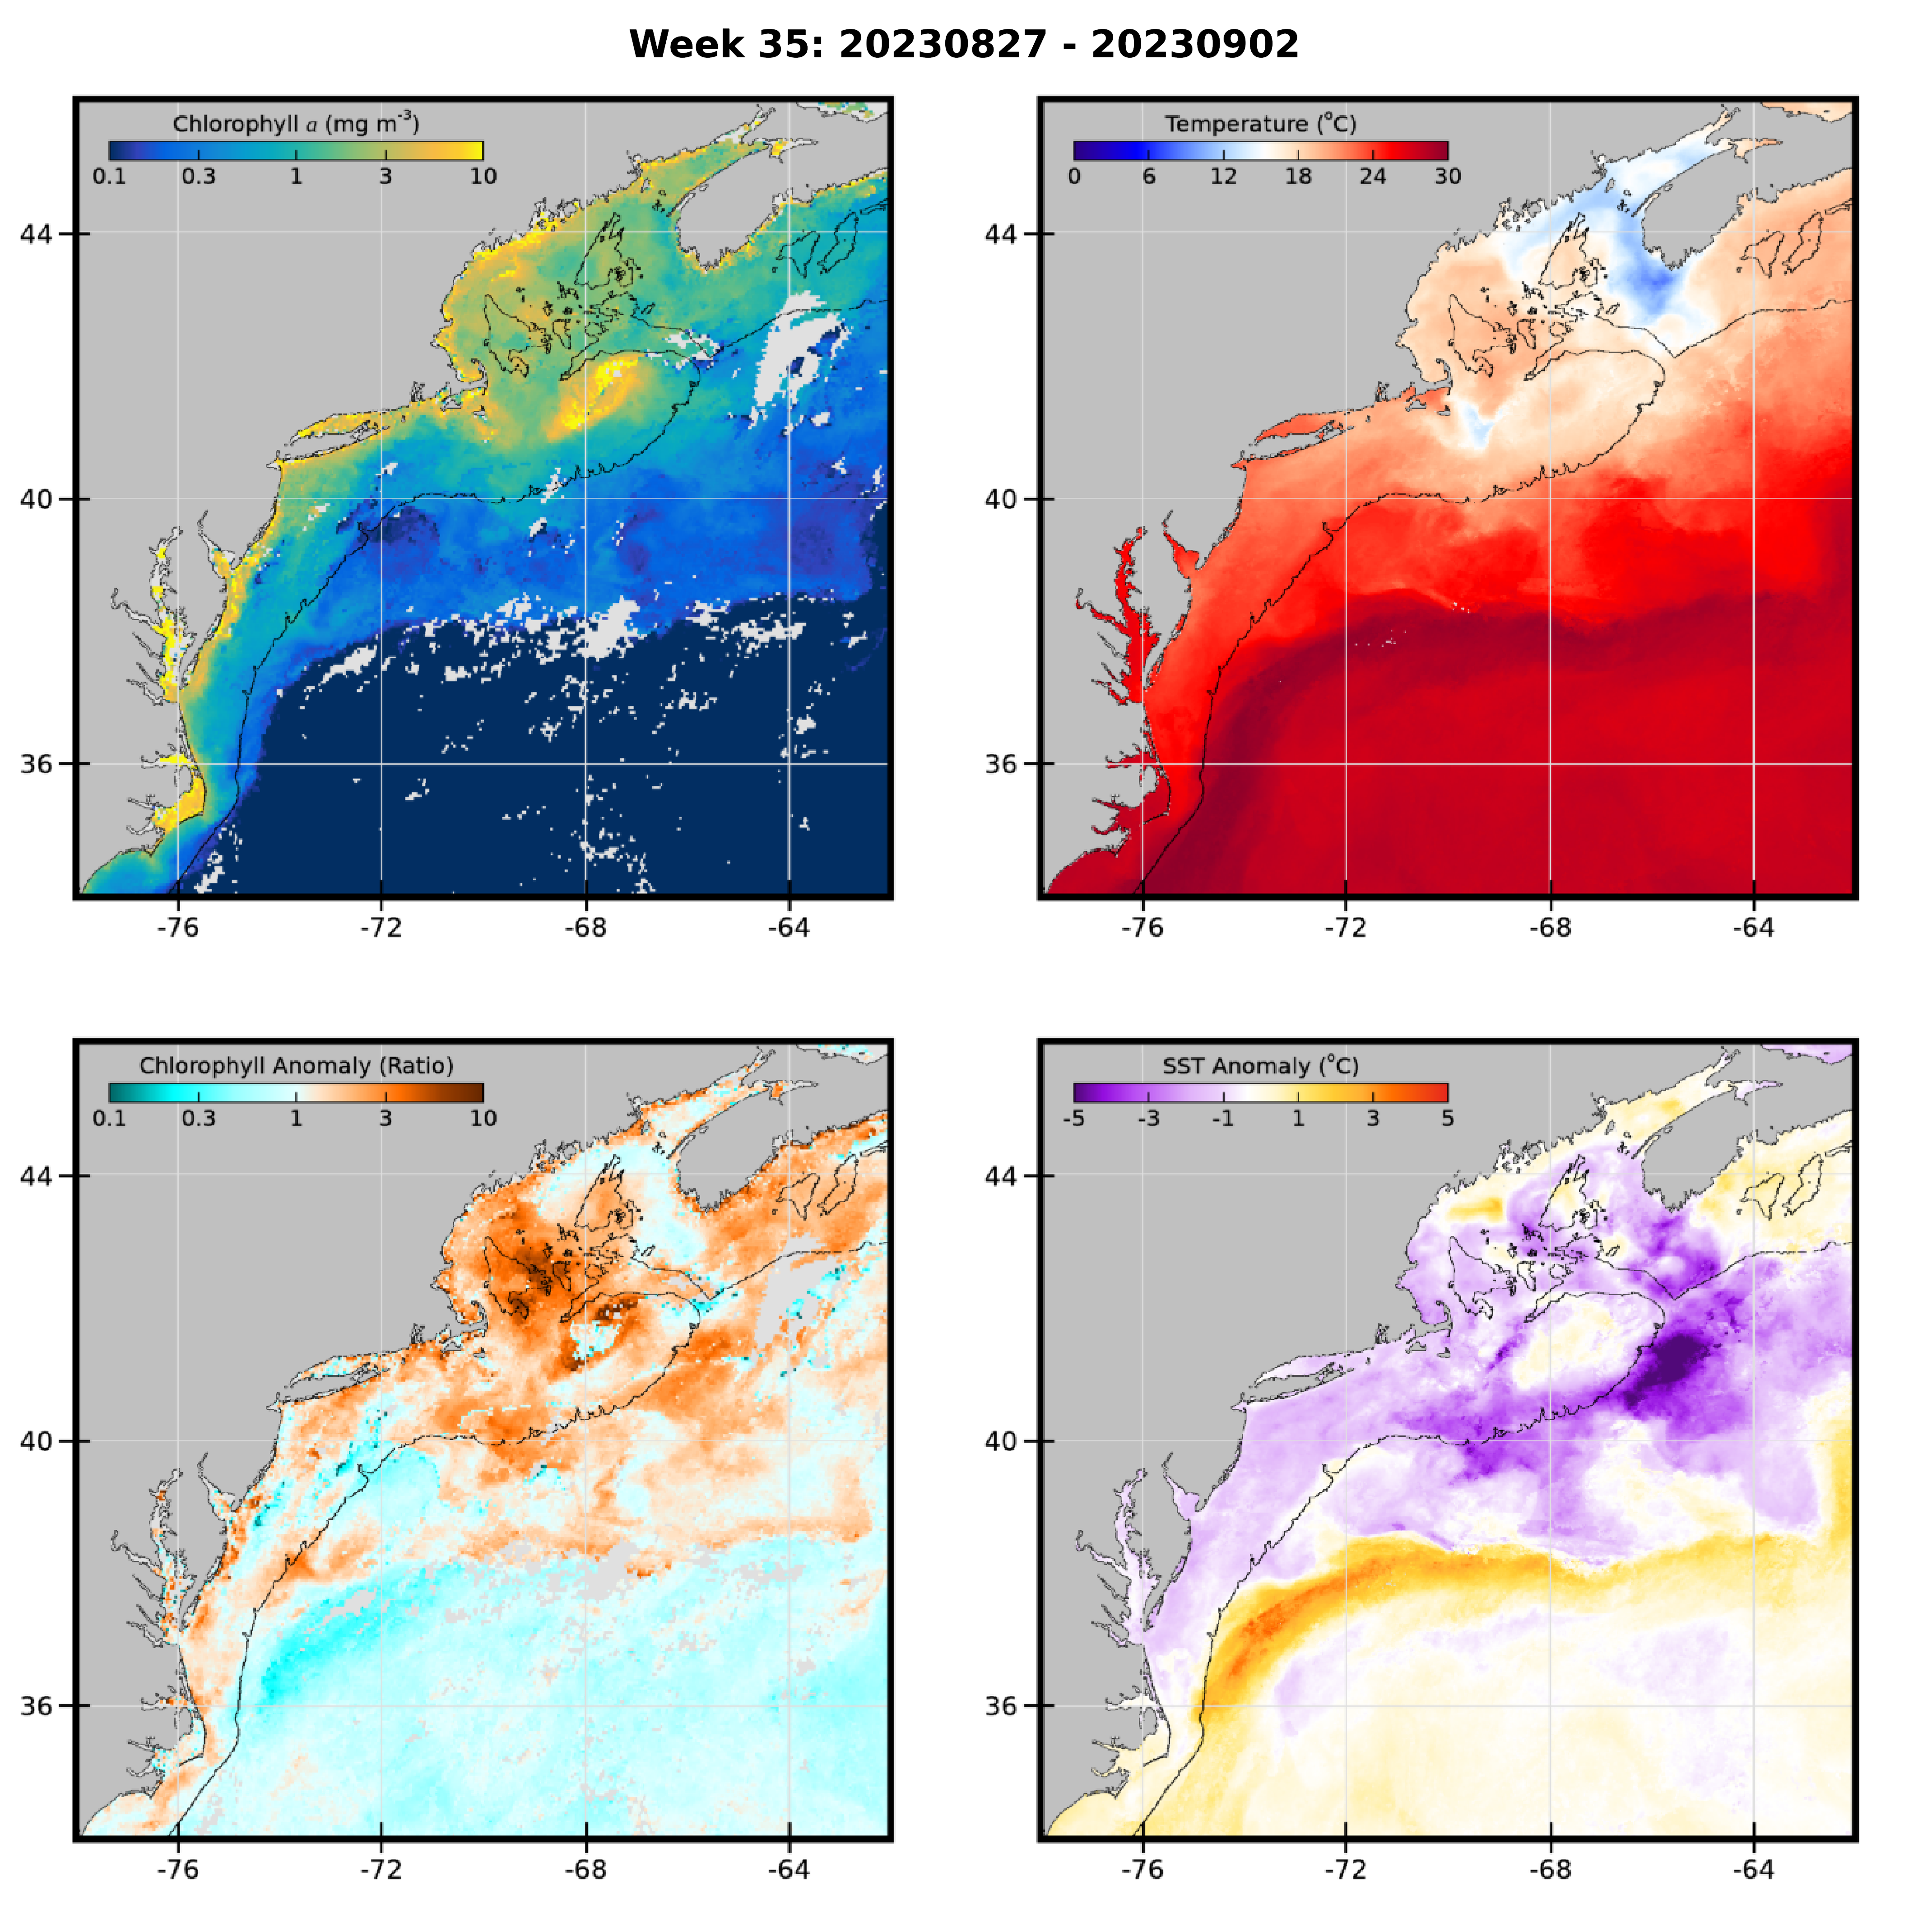 Week 35: 20230827 - 20230902
Chlorophyll a (mg m⁻³)
0.1 0.3 1 3 10
44
40
36
-76 -72 -68 -64
Temperature (°C)
0 6 12 18 24 30
44
40
36
-76 -72 -68 -64
Chlorophyll Anomaly (Ratio)
0.1 0.3 1 3 10
44
40
36
-76 -72 -68 -64
SST Anomaly (°C)
-5 -3 -1 1 3 5
44
40
36
-76 -72 -68 -64